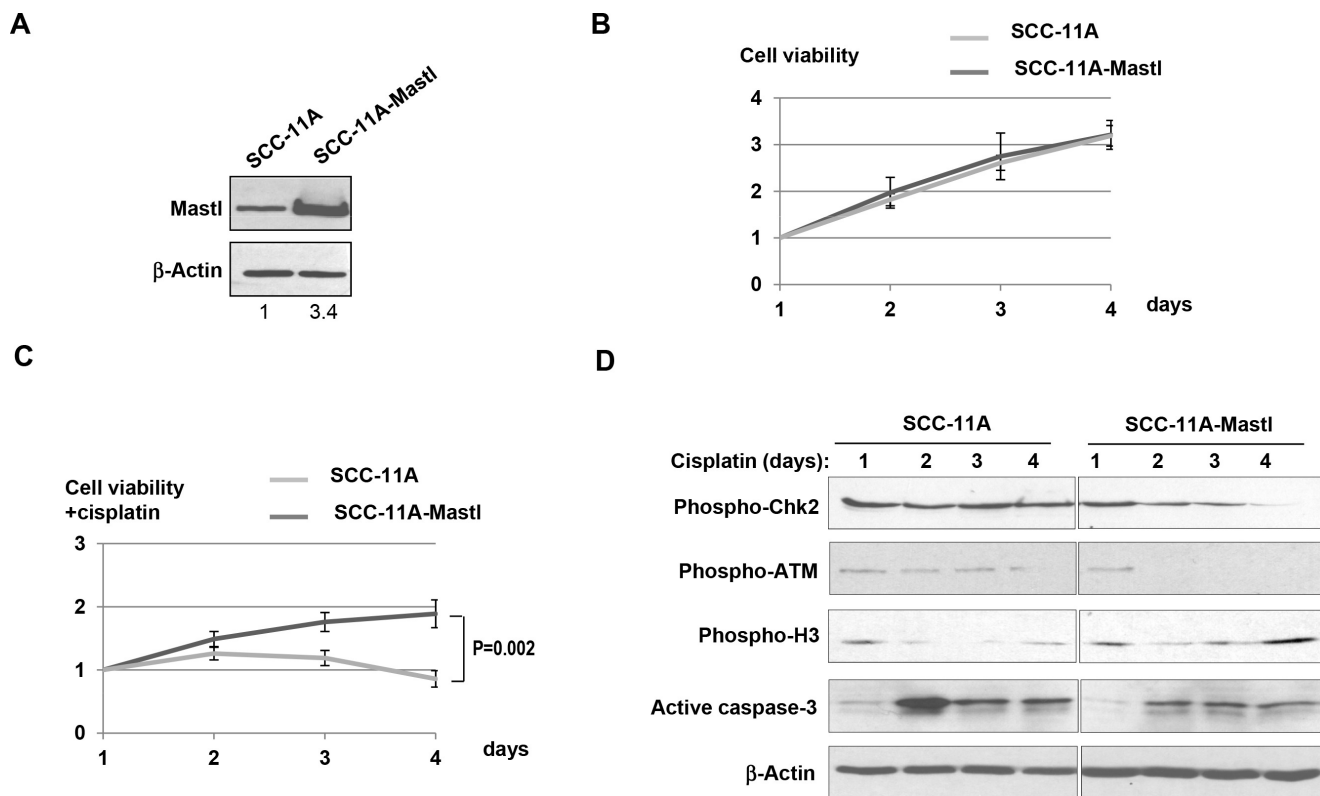 A
SCC-11A
SCC-11A-Mastl
Mastl
β-Actin
1 3.4
B
Cell viability
SCC-11A
SCC-11A-Mastl
4
3
2
1
0
1 2 3 4 days
C
Cell viability
+cisplatin
SCC-11A
SCC-11A-Mastl
3
2
1
0
P=0.002
1 2 3 4 days
D
SCC-11A SCC-11A-Mastl
Cisplatin (days): 1 2 3 4 1 2 3 4
Phospho-Chk2
Phospho-ATM
Phospho-H3
Active caspase-3
β-Actin